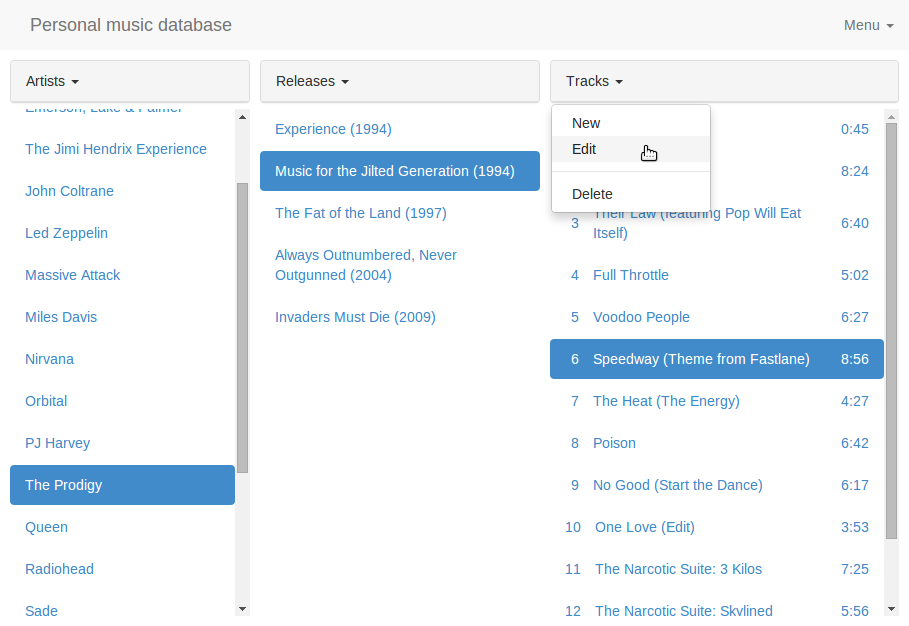 Personal music database
Menu
Artists
Releases
Tracks
Emerson, Lake & Palmer
The Jimi Hendrix Experience
John Coltrane
Led Zeppelin
Massive Attack
Miles Davis
Nirvana
Orbital
PJ Harvey
The Prodigy
Queen
Radiohead
Sade
Experience (1994)
Music for the Jilted Generation (1994)
The Fat of the Land (1997)
Always Outnumbered, Never
Outgunned (2004)
Invaders Must Die (2009)
New
Edit
Delete
0:45
8:24
3 Their Law (featuring Pop Will Eat
Itself) 6:40
4 Full Throttle 5:02
5 Voodoo People 6:27
6 Speedway (Theme from Fastlane) 8:56
7 The Heat (The Energy) 4:27
8 Poison 6:42
9 No Good (Start the Dance) 6:17
10 One Love (Edit) 3:53
11 The Narcotic Suite: 3 Kilos 7:25
12 The Narcotic Suite: Skylined 5:56